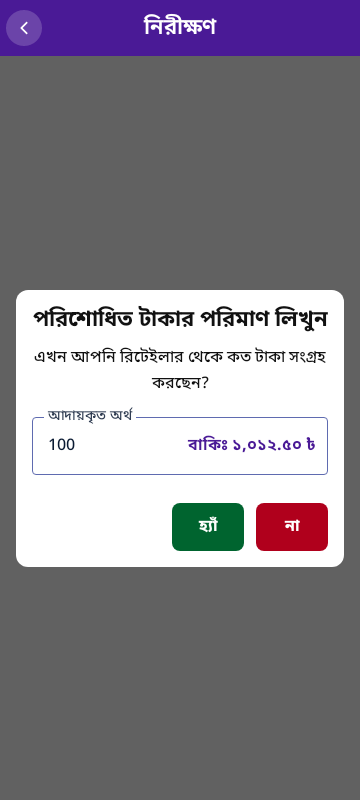 নিরীক্ষণ
পরিশোধিত টাকার পরিমাণ লিখুন
এখন আপনি রিটেইলার থেকে কত টাকা সংগ্রহ
করছেন?
আদায়কৃত অর্থ
100 বাকিঃ ১,০১২.৫০ ৳
হ্যাঁ না